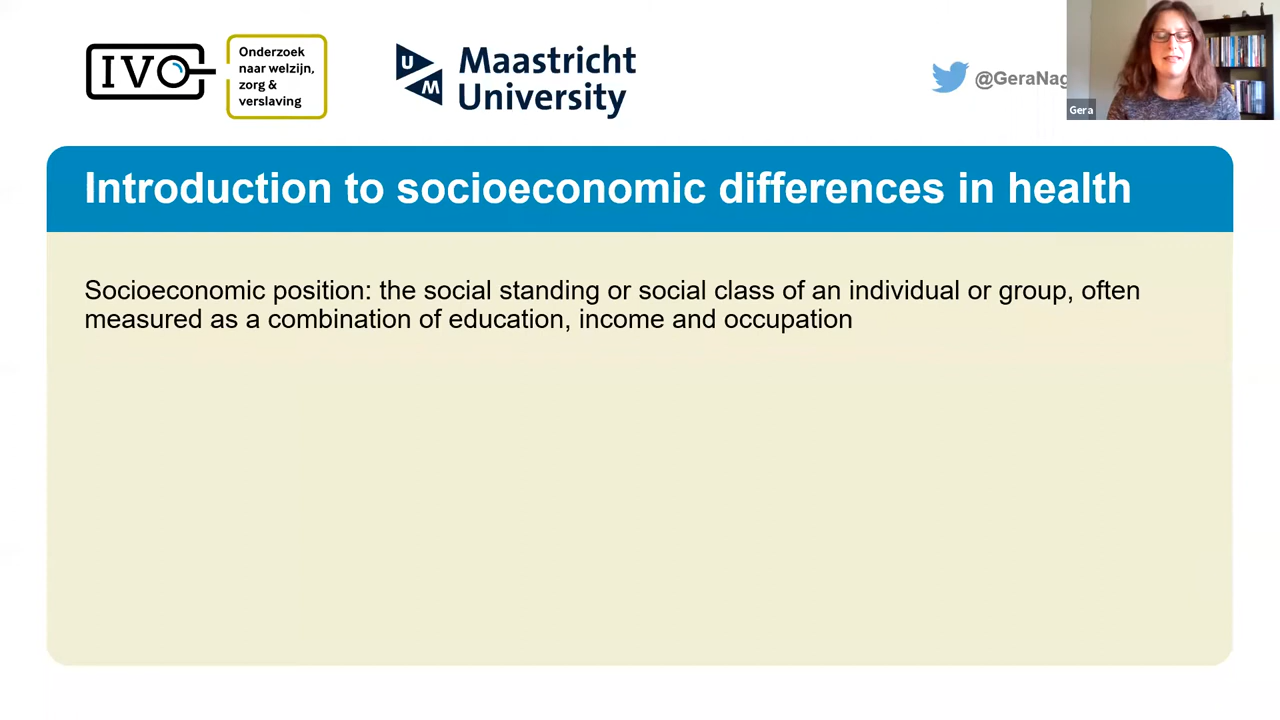 IVO
Onderzoek
naar welzijn,
zorg &
verslaving
UM
Maastricht
University
@GeraNag
Gera
Introduction to socioeconomic differences in health
Socioeconomic position: the social standing or social class of an individual or group, often
measured as a combination of education, income and occupation